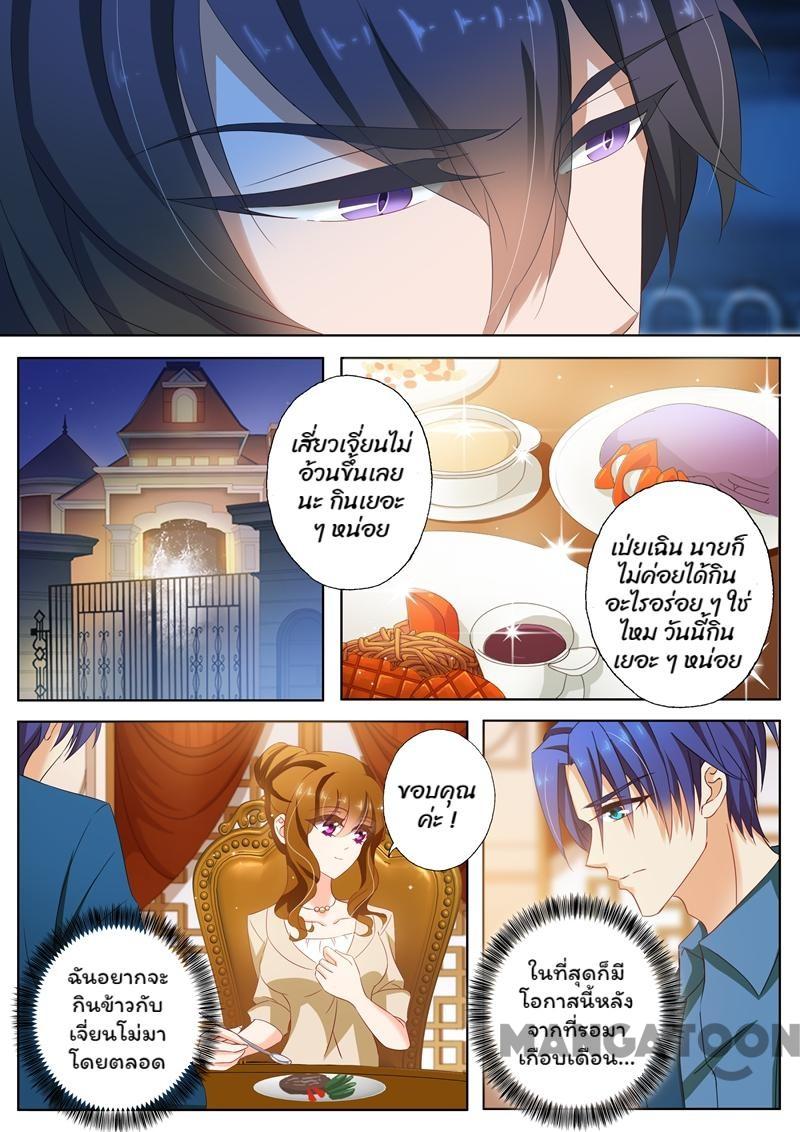 เสี่ยวเจี่ยนไม่
อ้วนขึ้นเลย
นะ กินเยอะ
ๆ หน่อย
เป่ยเฉิน นายก็
ไม่ค่อยได้กิน
อะไรอร่อย ๆ ใช่
ไหม วันนี้กิน
เยอะ ๆ หน่อย
ขอบคุณ
ค่ะ !
ฉันอยากจะ
กินข้าวกับ
เจี่ยนโม่มา
โดยตลอด
ในที่สุดก็มี
โอกาสนี้หลัง
จากที่รอมา
เกือบเดือน...
MANGATOON